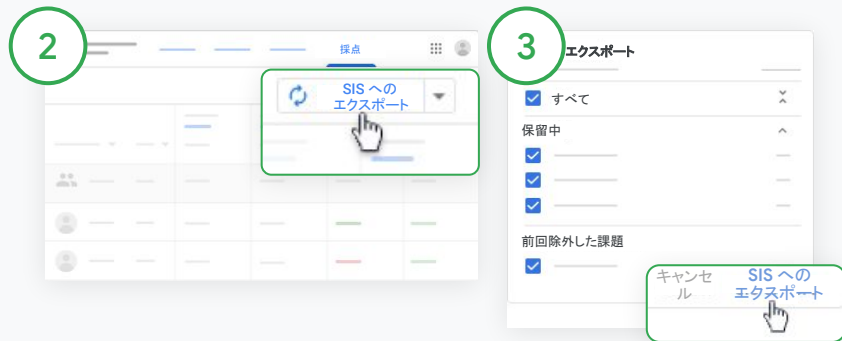 2
採点
SIS への
エクスポート
3
エクスポート
すべて
保留中
前回除外した課題
キャンセ
ル
SIS への
エクスポート